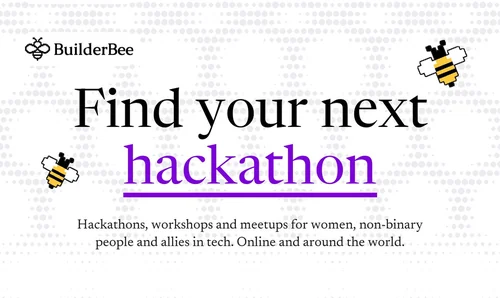 BuilderBee
Find your next
hackathon
Hackathons, workshops and meetups for women, non-binary
people and allies in tech. Online and around the world.